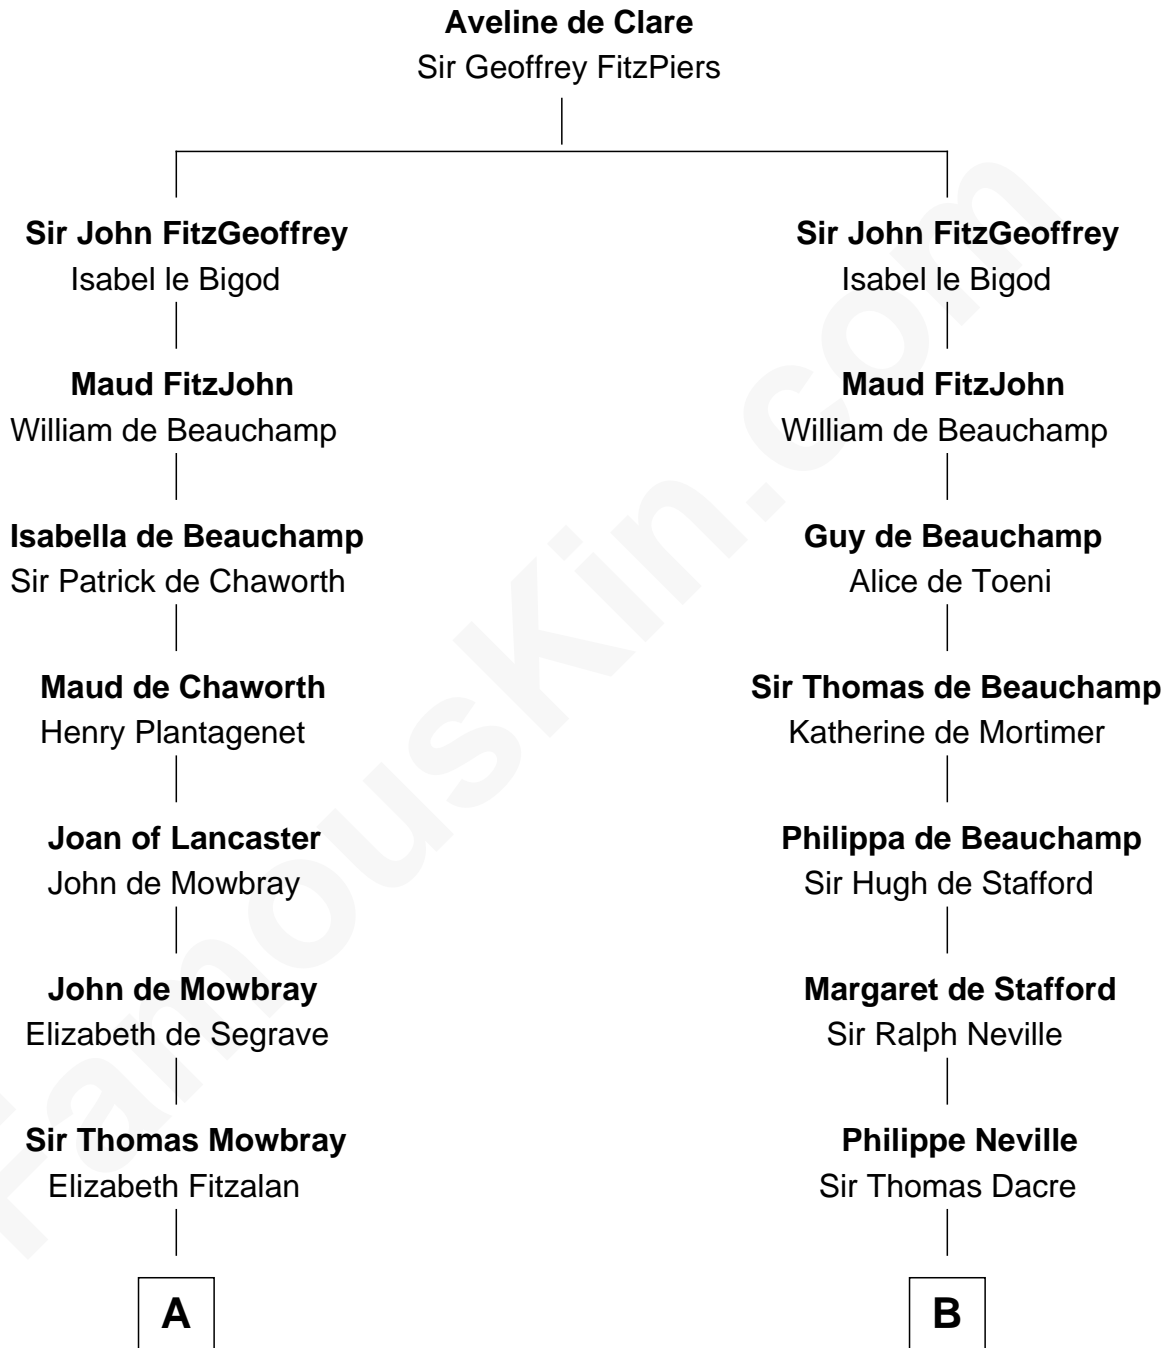 Aveline de Clare
Sir Geoffrey FitzPiers
Sir John FitzGeoffrey
Isabel le Bigod
Maud FitzJohn
William de Beauchamp
Isabella de Beauchamp
Sir Patrick de Chaworth
Maud de Chaworth
Henry Plantagenet
Joan of Lancaster
John de Mowbray
John de Mowbray
Elizabeth de Segrave
Sir Thomas Mowbray
Elizabeth Fitzalan
A
Sir John FitzGeoffrey
Isabel le Bigod
Maud FitzJohn
William de Beauchamp
Guy de Beauchamp
Alice de Toeni
Sir Thomas de Beauchamp
Katherine de Mortimer
Philippa de Beauchamp
Sir Hugh de Stafford
Margaret de Stafford
Sir Ralph Neville
Philippe Neville
Sir Thomas Dacre
B
FamousKin.com